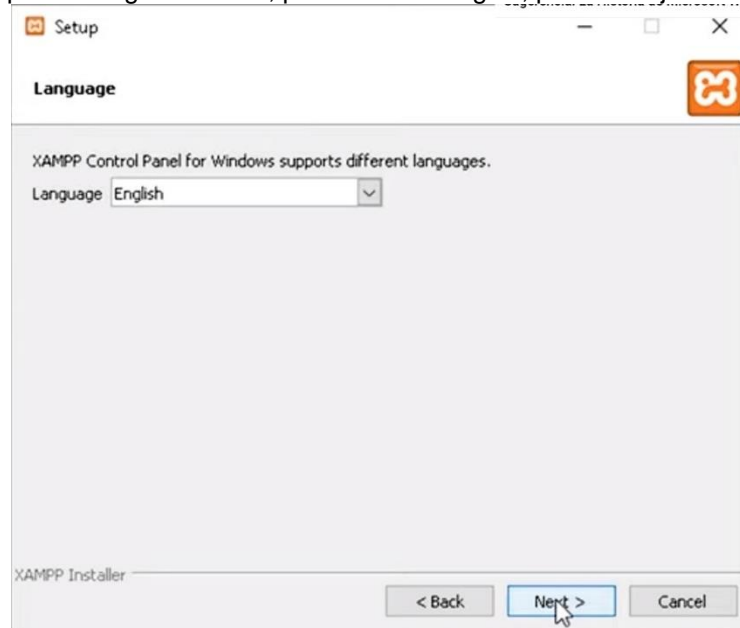 Setup
Language
XAMPP Control Panel for Windows supports different languages.
Language English
XAMPP Installer
< Back Next > Cancel